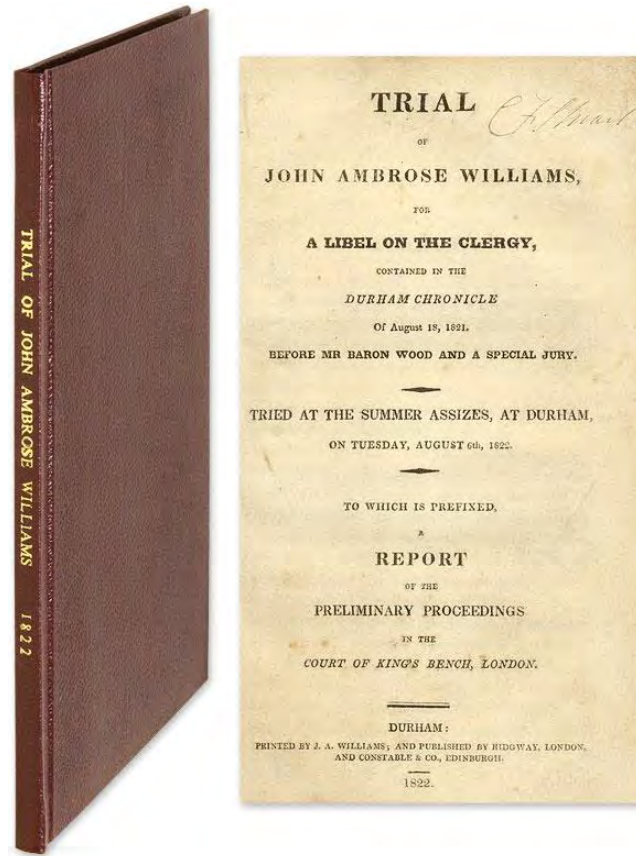 TRIAL OF JOHN AMBROSE WILLIAMS 1822
TRIAL
OF
JOHN AMBROSE WILLIAMS,
FOR
A LIBEL ON THE CLERGY,
CONTAINED IN THE
DURHAM CHRONICLE
Of August 18, 1821.
BEFORE MR BARON WOOD AND A SPECIAL JURY.
TRIED AT THE SUMMER ASSIZES, AT DURHAM,
ON TUESDAY, AUGUST 6th, 1822.
TO WHICH IS PREFIXED,
A
REPORT
OF THE
PRELIMINARY PROCEEDINGS
IN THE
COURT OF KING'S BENCH, LONDON.
DURHAM:
PRINTED BY J. A. WILLIAMS; AND PUBLISHED BY RIDGWAY, LONDON,
AND CONSTABLE & CO., EDINBURGH.
1822.